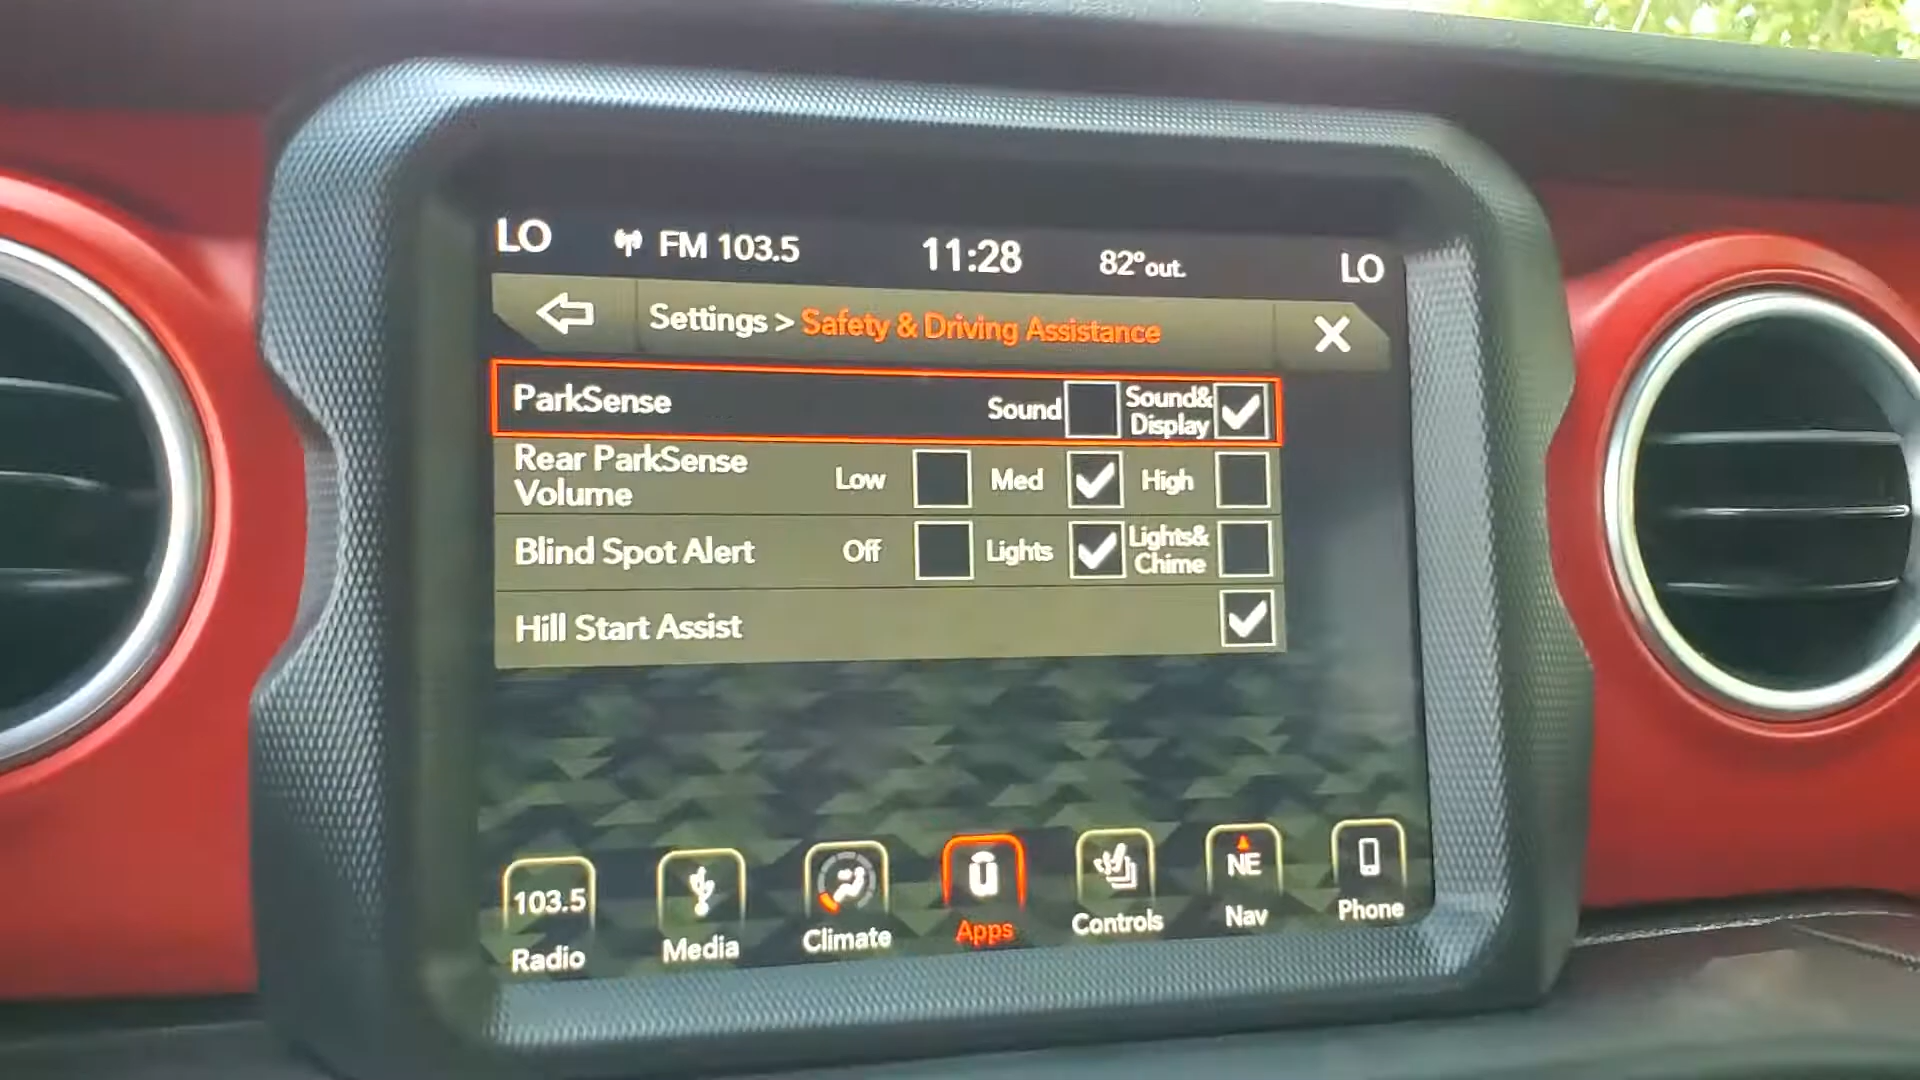 LO FM 103.5 11:28 82°out. LO
Settings > Safety & Driving Assistance X
ParkSense Sound Sound&
Display
Rear ParkSense
Volume Low Med High
Blind Spot Alert Off Lights Lights&
Chime
Hill Start Assist
103.5 NE
Radio Media Climate Apps Controls Nav Phone